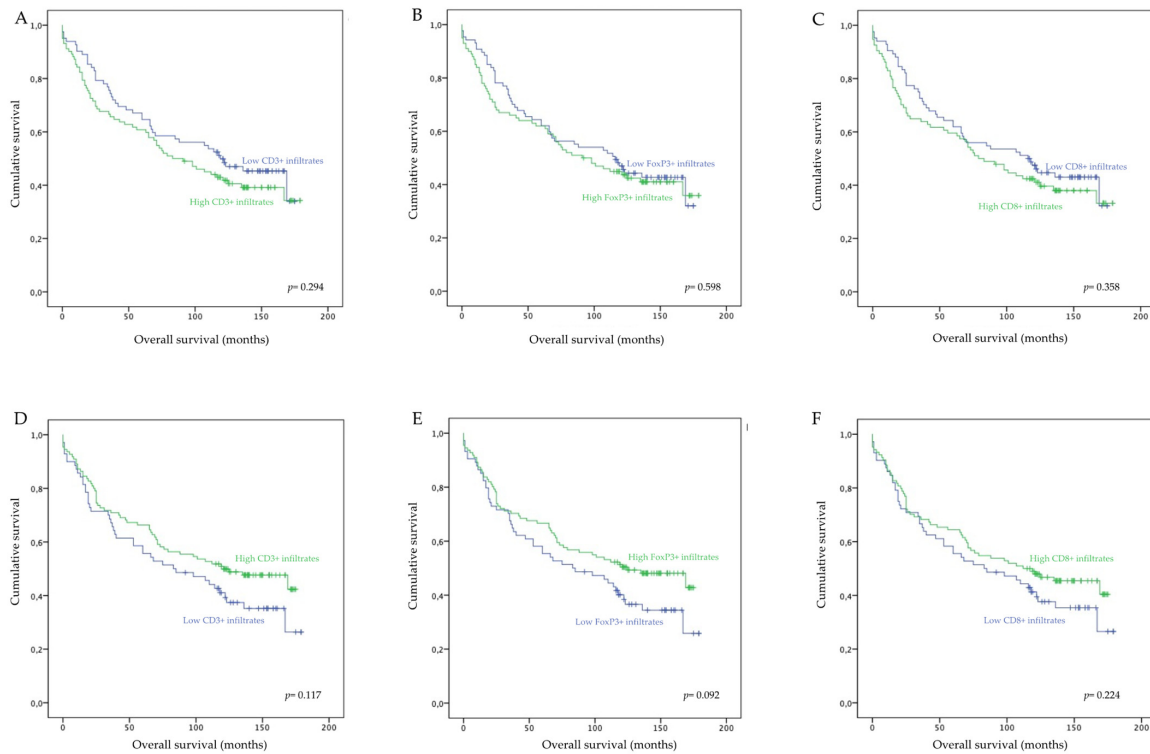 A
Cumulative survival
1,0
0,8
0,6
0,4
0,2
0,0
Low CD3+ infiltrates
High CD3+ infiltrates
p= 0.294
0 50 100 150 200
Overall survival (months)
B
Cumulative survival
1,0
0,8
0,6
0,4
0,2
0,0
Low FoxP3+ infiltrates
High FoxP3+ infiltrates
p= 0.598
0 50 100 150 200
Overall survival (months)
C
Cumulative survival
1,0
0,8
0,6
0,4
0,2
0,0
Low CD8+ infiltrates
High CD8+ infiltrates
p= 0.358
0 50 100 150 200
Overall survival (months)
D
Cumulative survival
1,0
0,8
0,6
0,4
0,2
0,0
High CD3+ infiltrates
Low CD3+ infiltrates
p= 0.117
0 50 100 150 200
Overall survival (months)
E
Cumulative survival
1,0
0,8
0,6
0,4
0,2
0,0
High FoxP3+ infiltrates
Low FoxP3+ infiltrates
p= 0.092
0 50 100 150 200
Overall survival (months)
F
Cumulative survival
1,0
0,8
0,6
0,4
0,2
0,0
High CD8+ infiltrates
Low CD8+ infiltrates
p= 0.224
0 50 100 150 200
Overall survival (months)